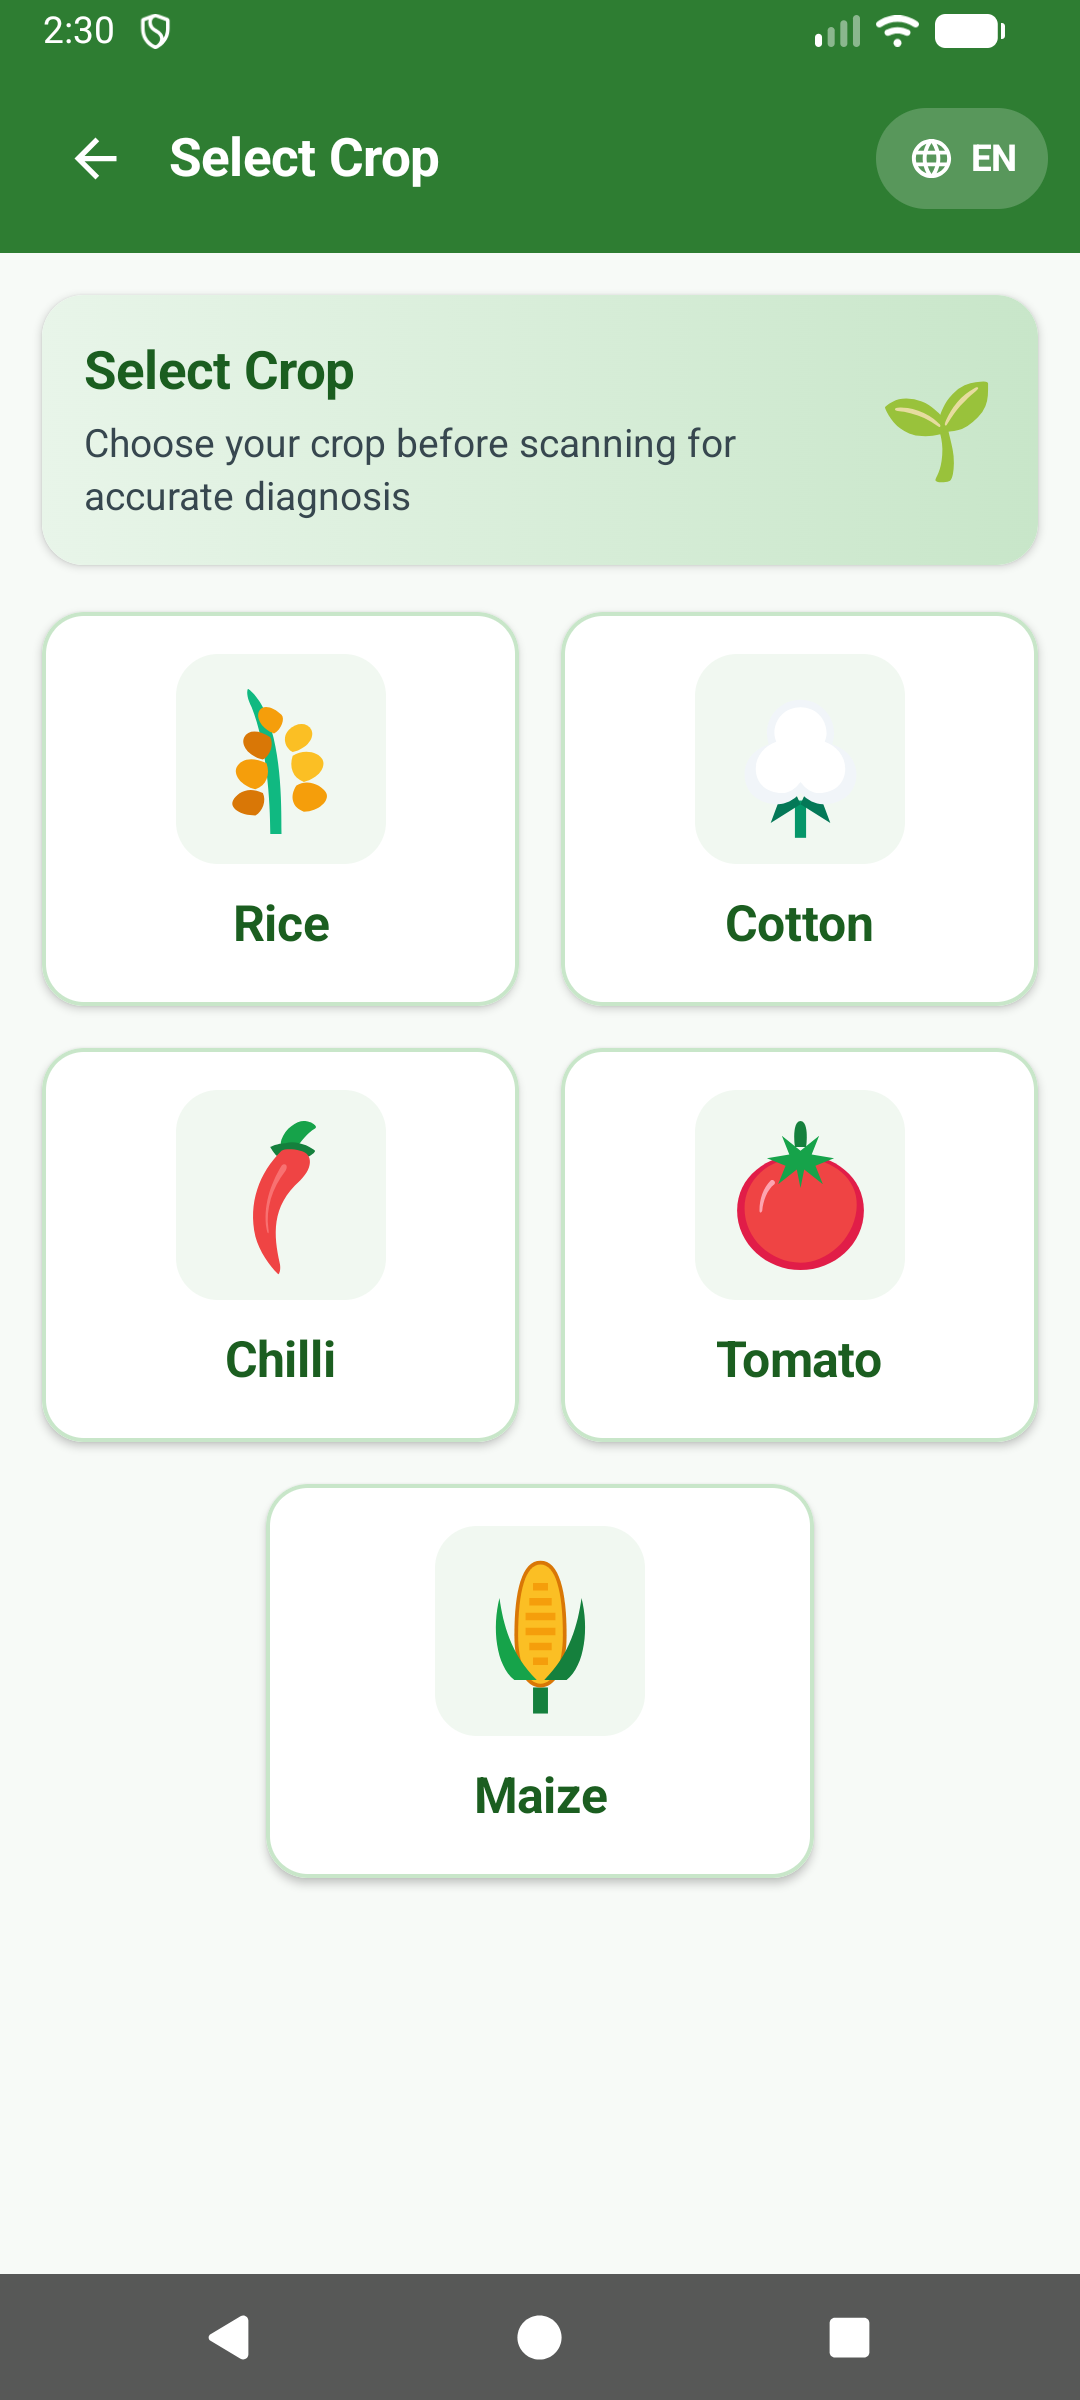 2:30
Select Crop
EN
Select Crop
Choose your crop before scanning for
accurate diagnosis
Rice
Cotton
Chilli
Tomato
Maize